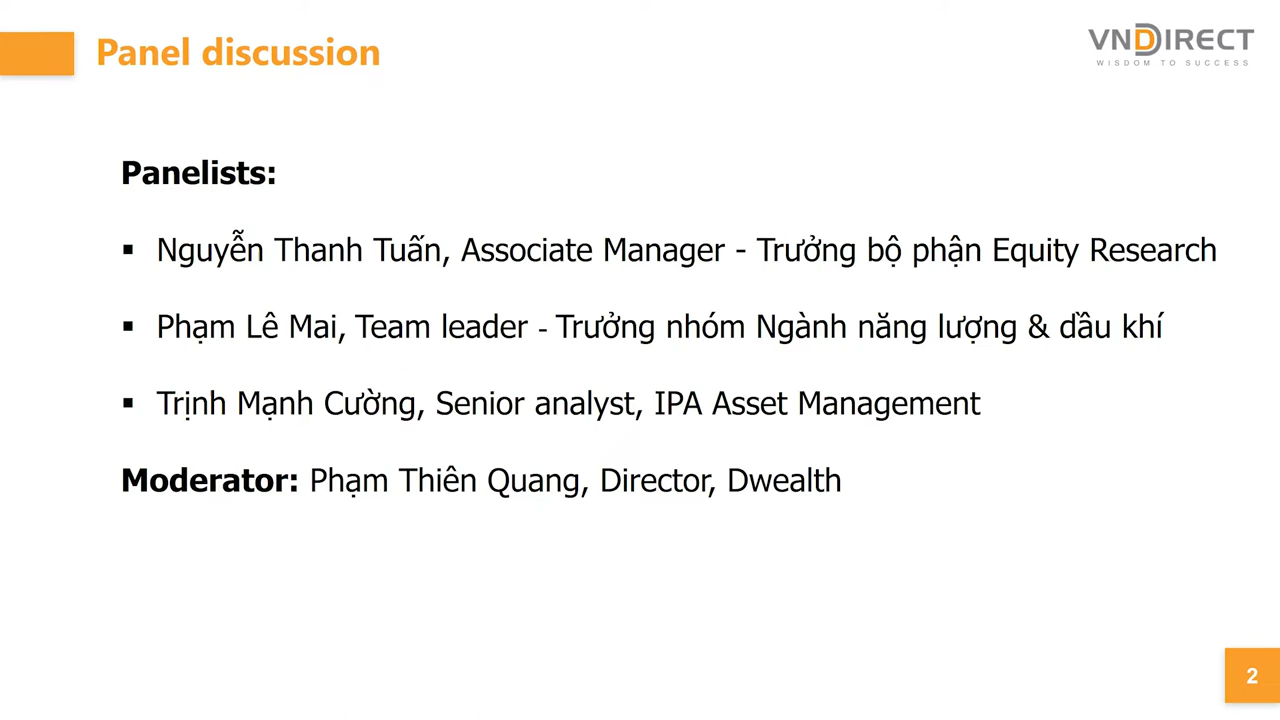 Panel discussion
VNDIRECT
WISDOM TO SUCCESS
Panelists:
▪ Nguyễn Thanh Tuấn, Associate Manager - Trưởng bộ phận Equity Research
▪ Phạm Lê Mai, Team leader - Trưởng nhóm Ngành năng lượng & dầu khí
▪ Trịnh Mạnh Cường, Senior analyst, IPA Asset Management
Moderator: Phạm Thiên Quang, Director, Dwealth
2